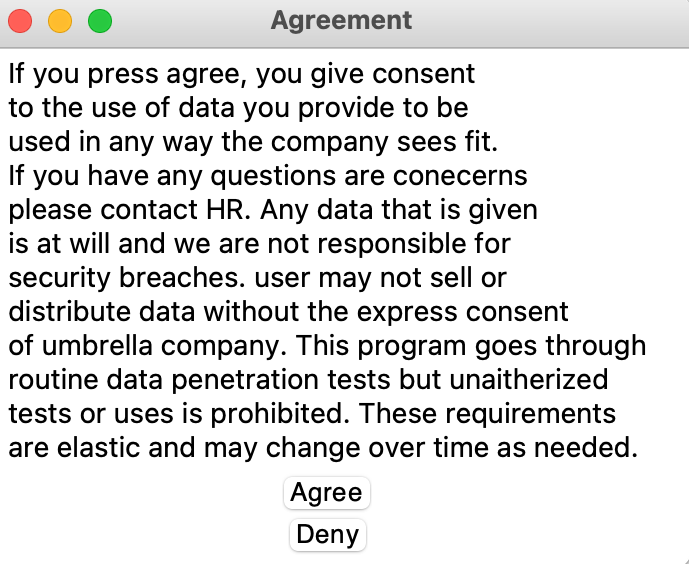 Agreement
If you press agree, you give consent
to the use of data you provide to be
used in any way the company sees fit.
If you have any questions are conecerns
please contact HR. Any data that is given
is at will and we are not responsible for
security breaches. user may not sell or
distribute data without the express consent
of umbrella company. This program goes through
routine data penetration tests but unaitherized
tests or uses is prohibited. These requirements
are elastic and may change over time as needed.
Agree
Deny